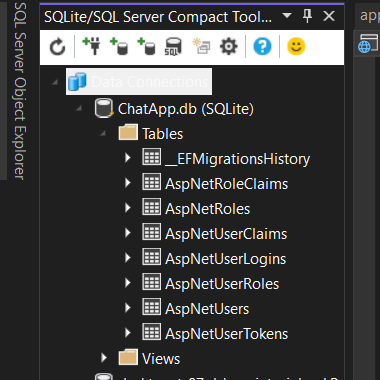 SQL Server Object Explorer
SQLite/SQL Server Compact Tool...
Data Connections
ChatApp.db (SQLite)
Tables
__EFMigrationsHistory
AspNetRoleClaims
AspNetRoles
AspNetUserClaims
AspNetUserLogins
AspNetUserRoles
AspNetUsers
AspNetUserTokens
Views